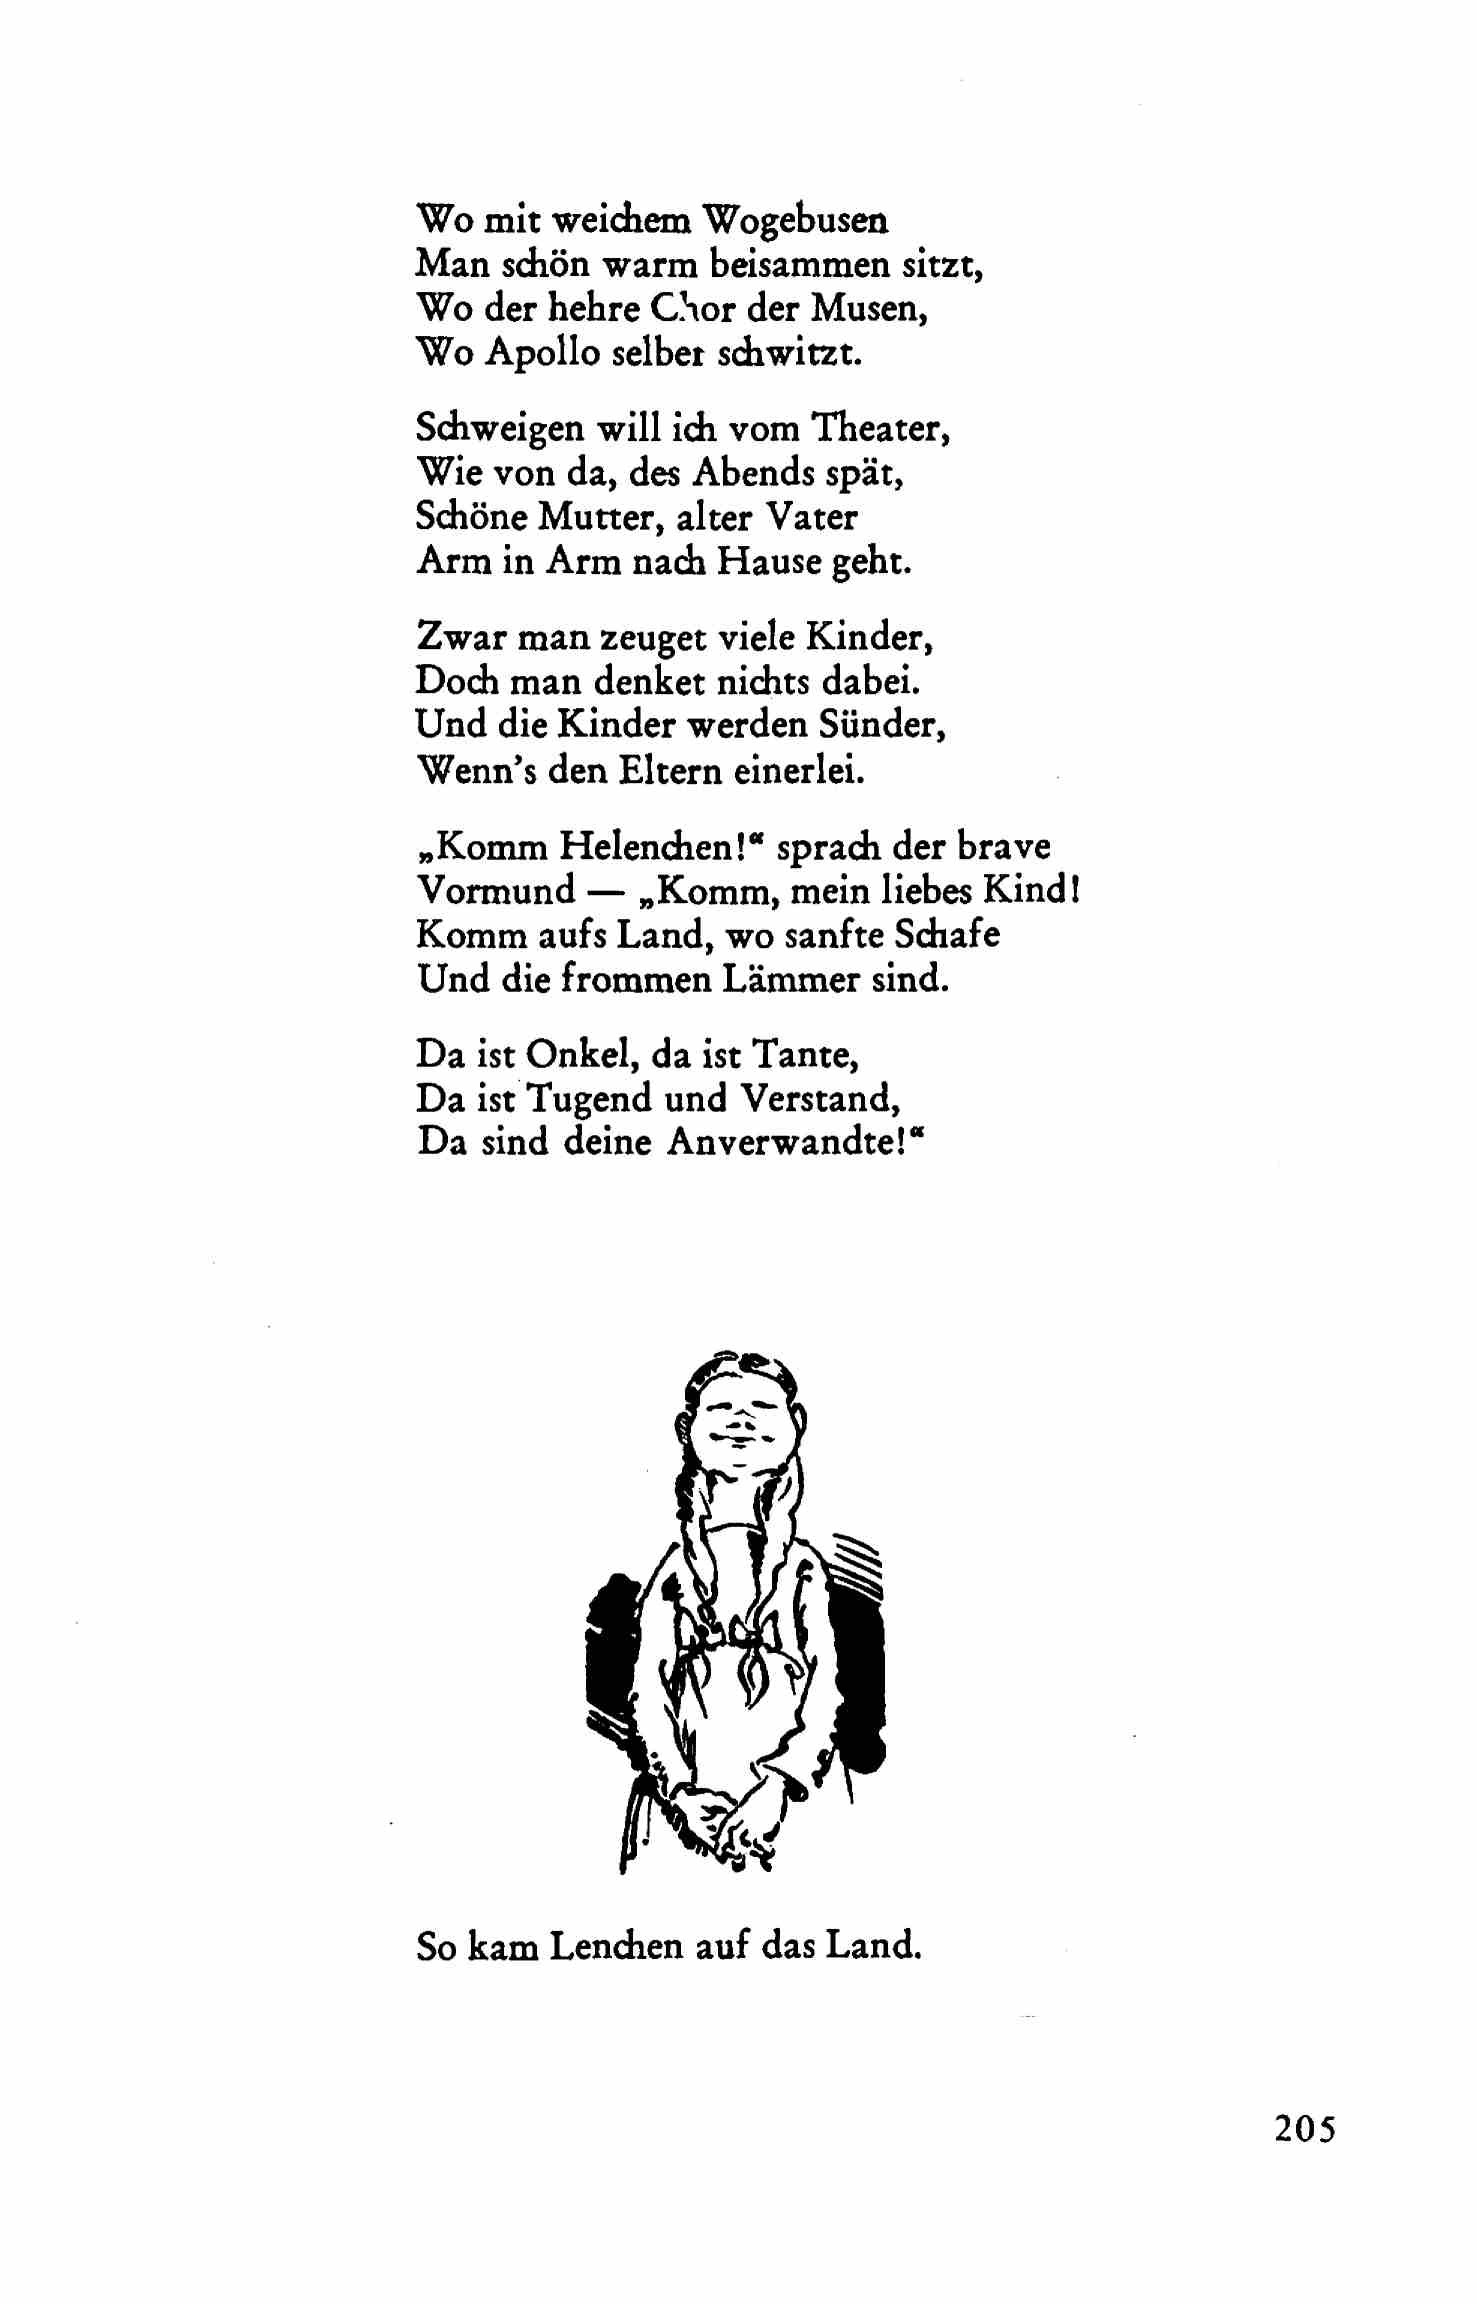 Wo mit weichem Wogebusen
Man schön warm beisammen sitzt,
Wo der hehre Chor der Musen,
Wo Apollo selber schwitzt.
Schweigen will ich vom Theater,
Wie von da, des Abends spät,
Schöne Mutter, alter Vater
Arm in Arm nach Hause geht.
Zwar man zeuget viele Kinder,
Doch man denket nichts dabei.
Und die Kinder werden Sünder,
Wenn's den Eltern einerlei.
„Komm Helenchen!“ sprach der brave
Vormund — „Komm, mein liebes Kind!
Komm aufs Land, wo sanfte Schafe
Und die frommen Lämmer sind.
Da ist Onkel, da ist Tante,
Da ist Tugend und Verstand,
Da sind deine Anverwandte!“
So kam Lenchen auf das Land.
205